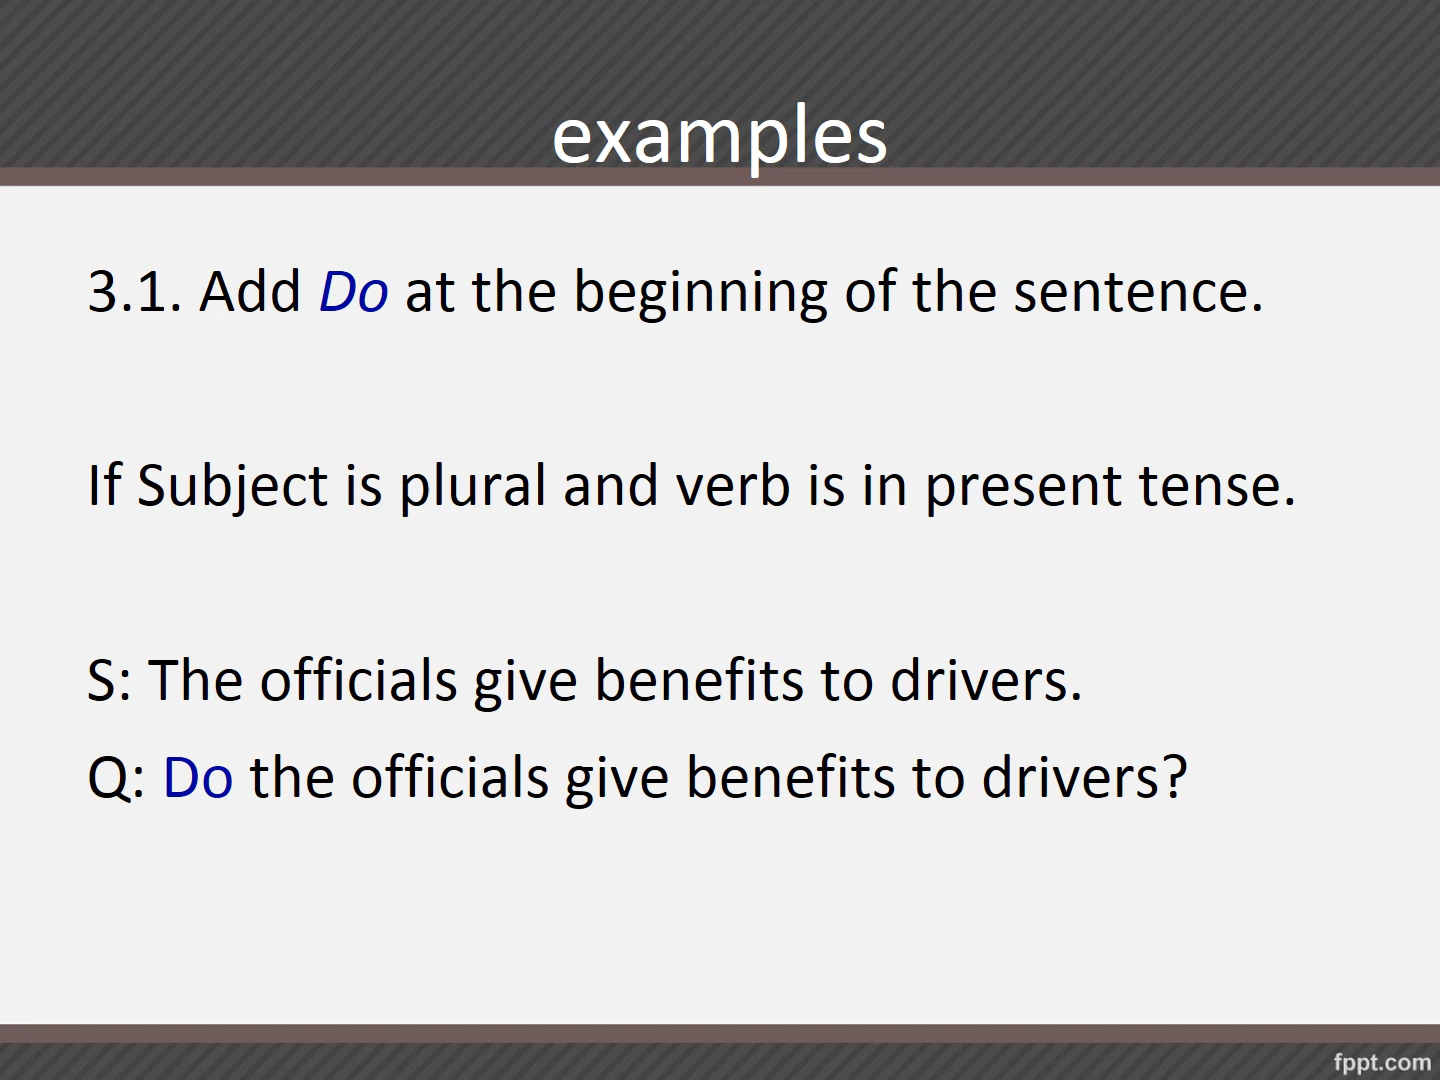 examples
3.1. Add Do at the beginning of the sentence.
If Subject is plural and verb is in present tense.
S: The officials give benefits to drivers.
Q: Do the officials give benefits to drivers?
fppt.com